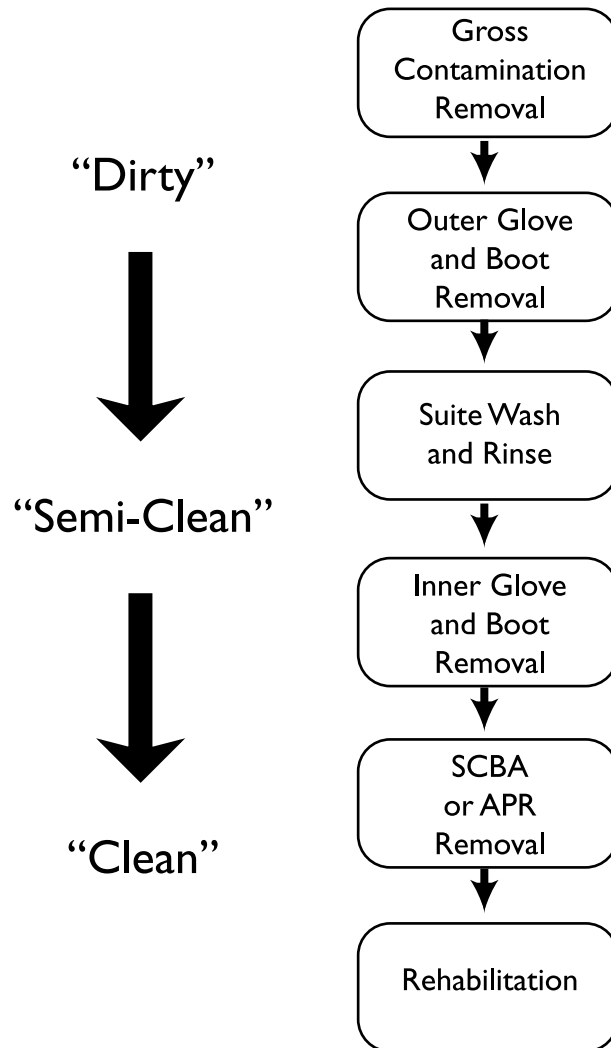 Gross
Contamination
Removal
“Dirty”
Outer Glove
and Boot
Removal
Suite Wash
and Rinse
“Semi-Clean”
Inner Glove
and Boot
Removal
SCBA
or APR
Removal
“Clean”
Rehabilitation